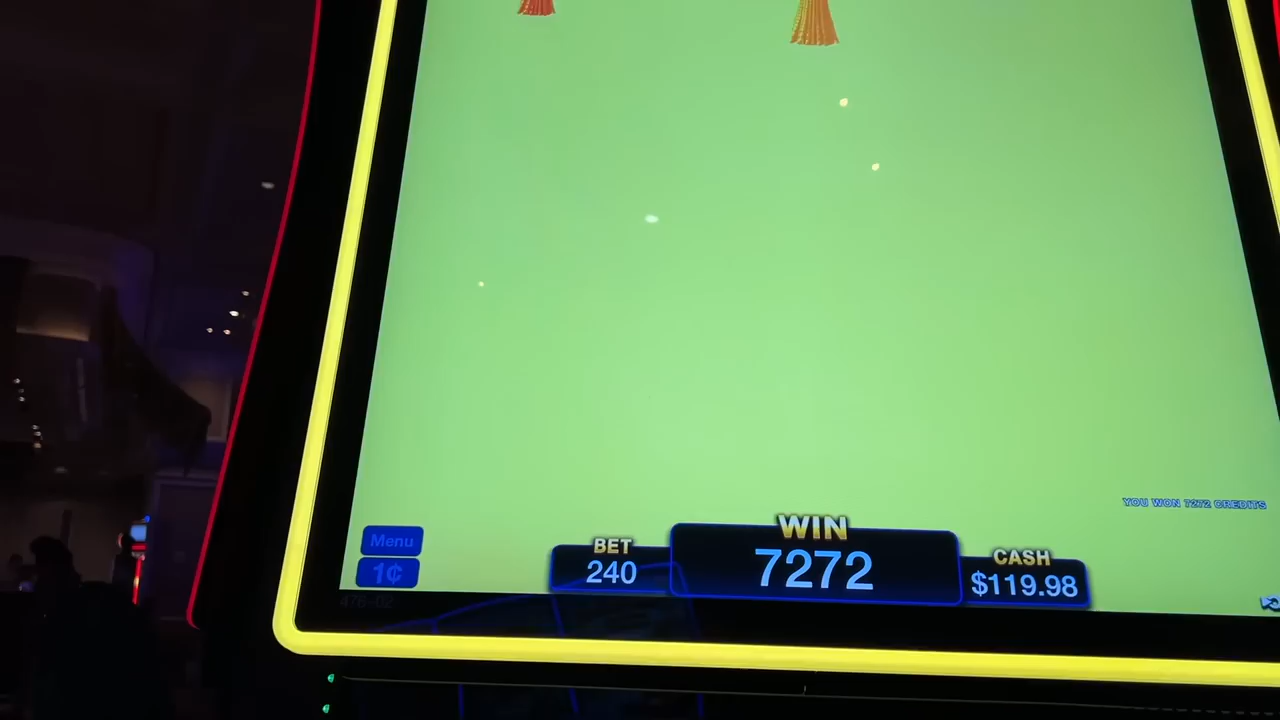 YOU WON 7272 CREDITS
Menu
1¢
BET
240
WIN
7272
CASH
$119.98